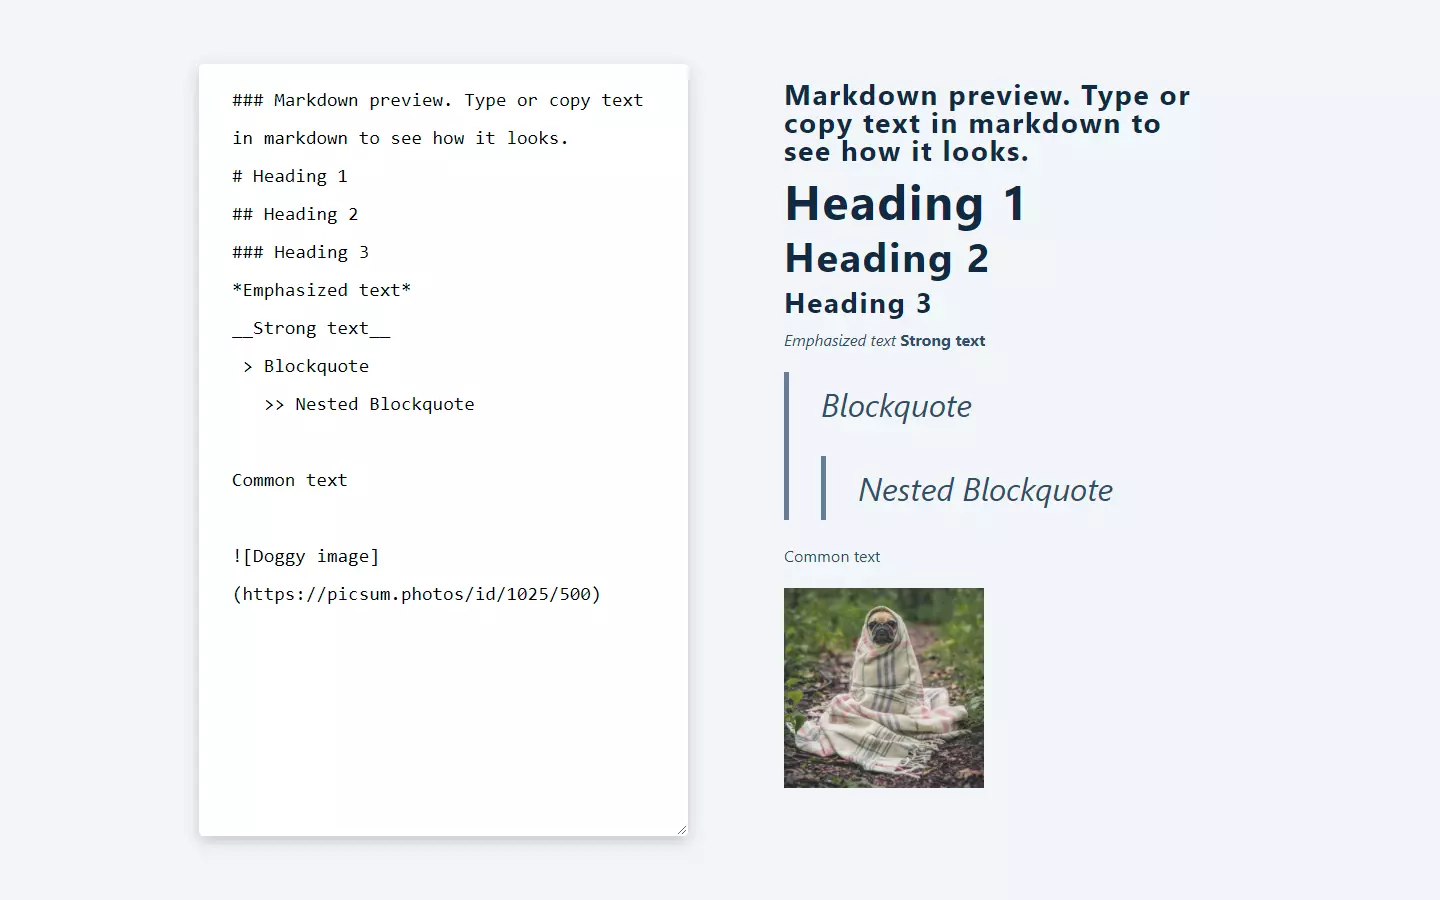 ### Markdown preview. Type or copy text
in markdown to see how it looks.
# Heading 1
## Heading 2
### Heading 3
*Emphasized text*
__Strong text__
> Blockquote
>> Nested Blockquote
Common text
![Doggy image]
(https://picsum.photos/id/1025/500)
Markdown preview. Type or
copy text in markdown to
see how it looks.
Heading 1
Heading 2
Heading 3
Emphasized text Strong text
Blockquote
Nested Blockquote
Common text